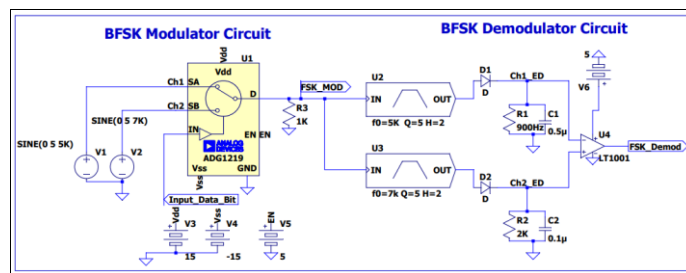 BFSK Modulator Circuit
BFSK Demodulator Circuit
Vdd
U1
Ch1 SA
Vdd
Ch2 SB
D
IN
EN EN
ANALOG DEVICES
ADG1219
Vss
GND
Vss
SINE(0 5 5K)
V1
SINE(0 5 7K)
V2
Input_Data_Bit
Vdd
V3
15
Vss
V4
-15
EN
V5
5
FSK_MOD
R3
1K
U2
IN
OUT
f0=5K Q=5 H=2
U3
IN
OUT
f0=7k Q=5 H=2
D1
D
Ch1_ED
R1
900Hz
C1
0.5µ
D2
D
Ch2_ED
R2
2K
C2
0.1µ
5
V6
U4
LT1001
FSK_Demod